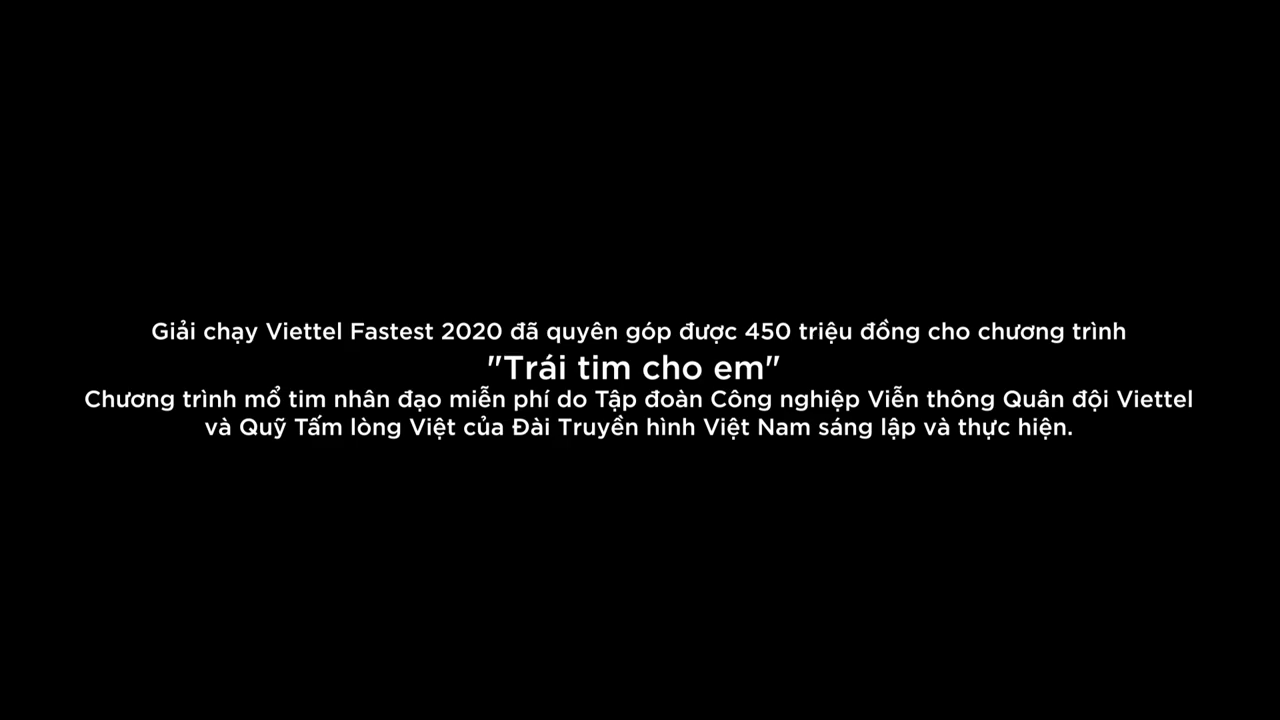 Giải chạy Viettel Fastest 2020 đã quyên góp được 450 triệu đồng cho chương trình
"Trái tim cho em"
Chương trình mổ tim nhân đạo miễn phí do Tập đoàn Công nghiệp Viễn thông Quân đội Viettel
và Quỹ Tấm lòng Việt của Đài Truyền hình Việt Nam sáng lập và thực hiện.